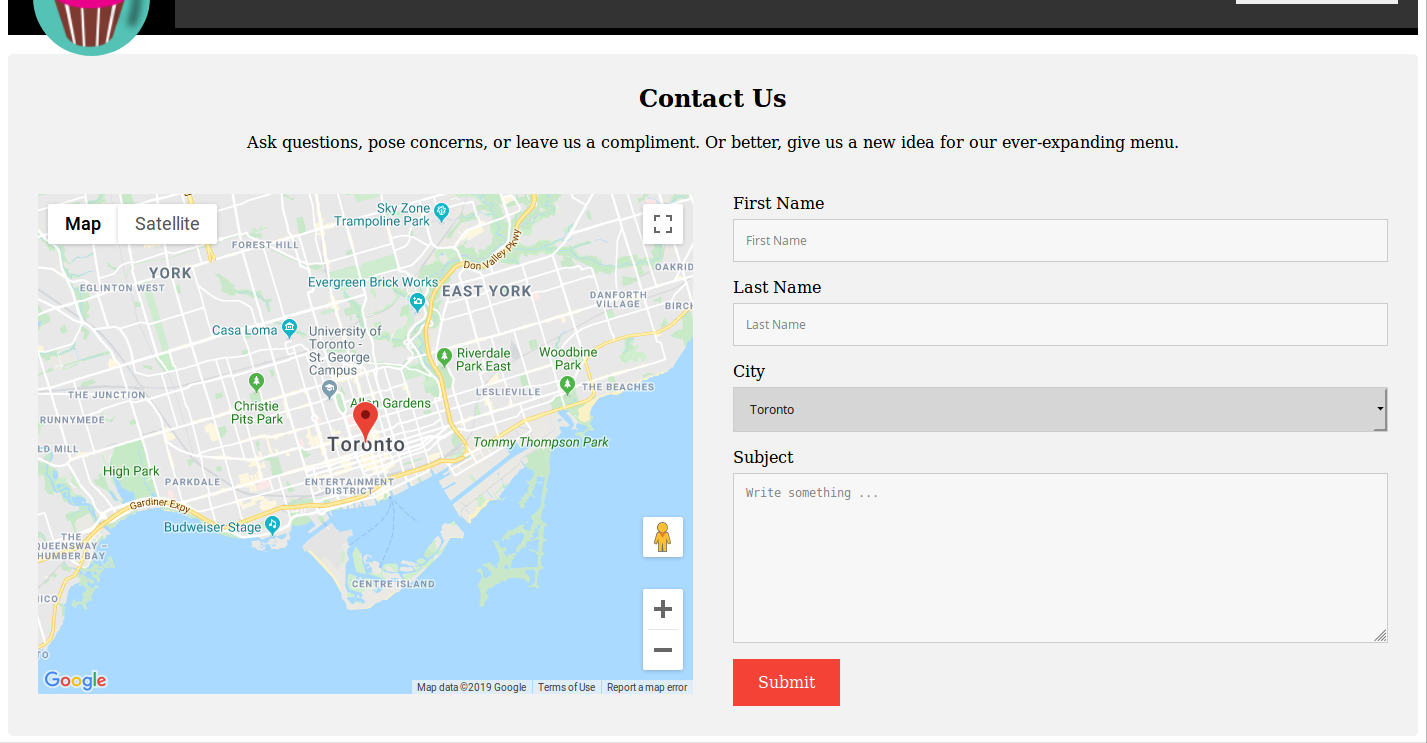 Contact Us
Ask questions, pose concerns, or leave us a compliment. Or better, give us a new idea for our ever-expanding menu.
Map
Satellite
Sky Zone
Trampoline Park
FOREST HILL
Don Valley Pkwy
OAKRID
YORK
EGLINTON WEST
Evergreen Brick Works
EAST YORK
DANFORTH
VILLAGE
BIRCH
Casa Loma
University of
Toronto -
St. George
Campus
Riverdale
Park East
Woodbine
Park
THE JUNCTION
LESLIEVILLE
THE BEACHES
Christie
Pits Park
Allan Gardens
RUNNYMEDE
Toronto
Tommy Thompson Park
LD MILL
High Park
PARKDALE
ENTERTAINMENT
DISTRICT
Gardiner Expy
Budweiser Stage
THE
QUEENSWAY -
HUMBER BAY
CENTRE ISLAND
ICO
TO
Google
Map data ©2019 Google
Terms of Use
Report a map error
First Name
First Name
Last Name
Last Name
City
Toronto
Subject
Write something ...
Submit